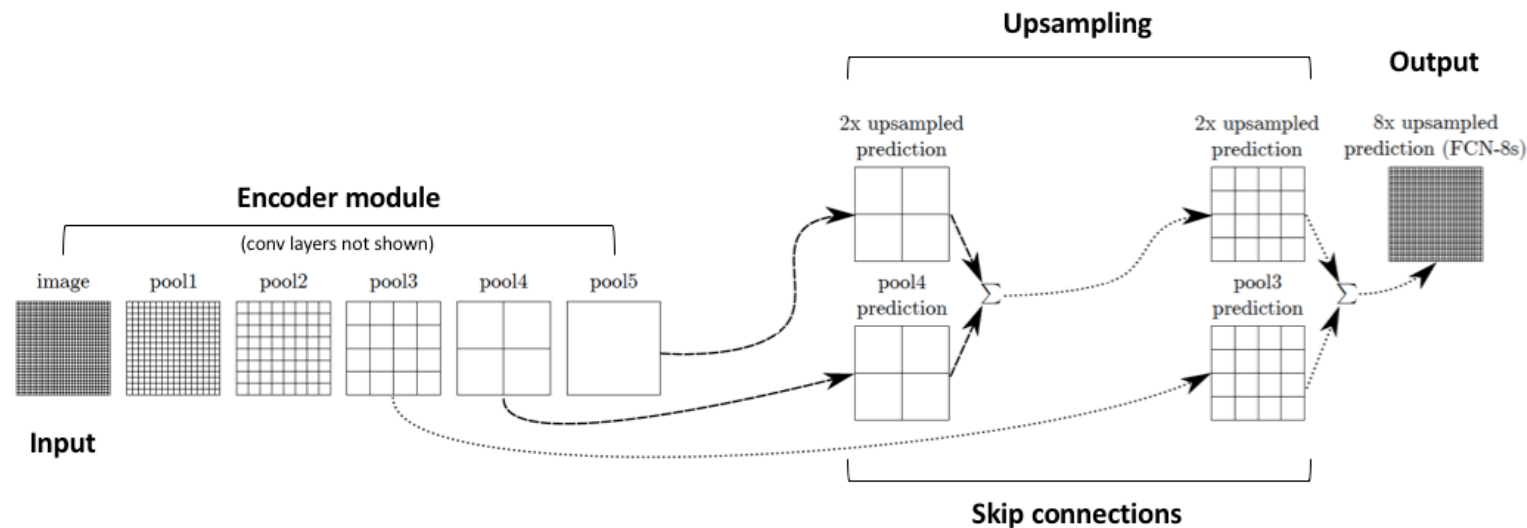 Upsampling
Output
2x upsampled
prediction
2x upsampled
prediction
8x upsampled
prediction (FCN-8s)
Encoder module
(conv layers not shown)
image
pool1
pool2
pool3
pool4
pool5
pool4
prediction
Σ
pool3
prediction
Σ
Input
Skip connections